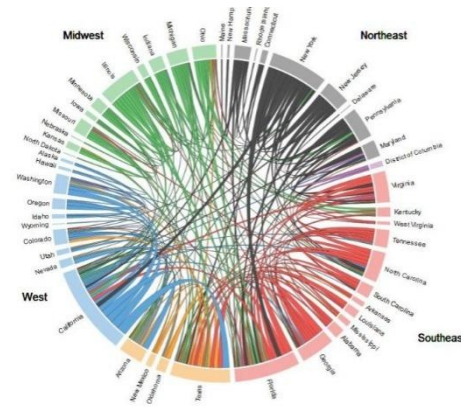 Midwest
Northeast
West
Southeas
Ohio
Maine
New Hamp
Massachusetts
Rhode Island
Connecticut
New York
New Jersey
Delaware
Pennsylvania
Maryland
District of Columbia
Virginia
Kentucky
West Virginia
Tennessee
North Carolina
South Carolina
Arkansas
Louisiana
Mississippi
Alabama
Georgia
Florida
Texas
Oklahoma
New Mexico
Arizona
California
Nevada
Utah
Colorado
Wyoming
Idaho
Oregon
Washington
Hawaii
Alaska
North Dakota
Kansas
Nebraska
Missouri
Iowa
Minnesota
Illinois
Wisconsin
Indiana
Michigan